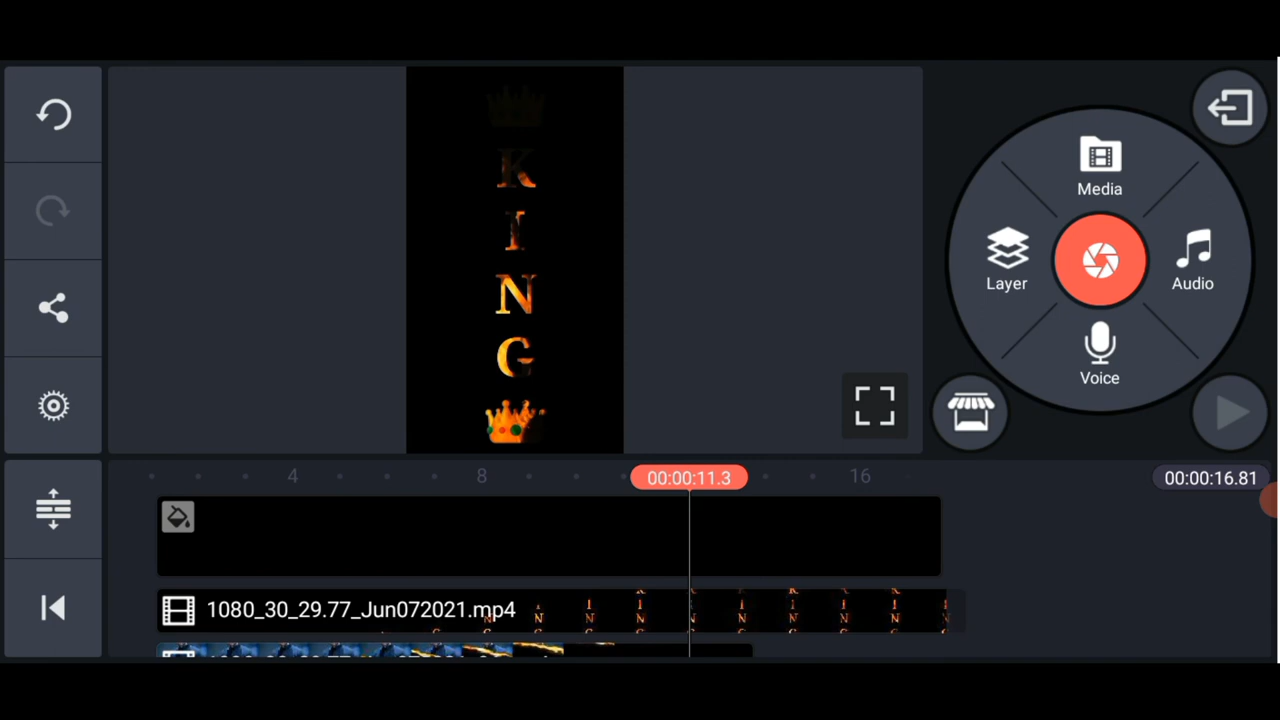 K
I
N
G
Media
Layer
Audio
Voice
4
8
00:00:11.3
16
00:00:16.81
1080_30_29.77_Jun072021.mp4